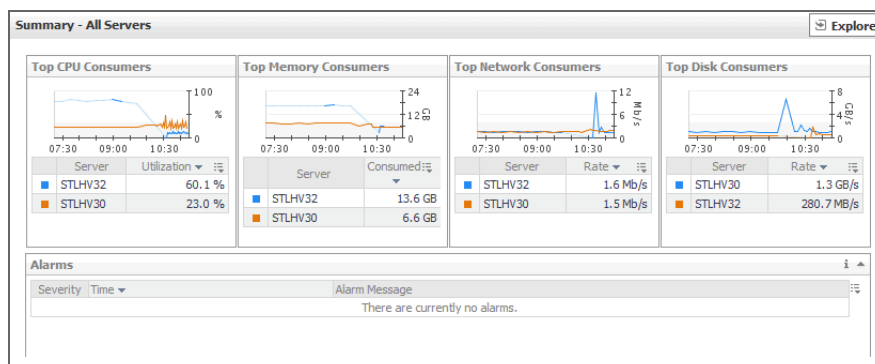 Summary - All Servers
Explore
Top CPU Consumers
100
%
0
07:30 09:00 10:30
Server Utilization
STLHV32 60.1 %
STLHV30 23.0 %
Top Memory Consumers
24
12
GB
0
07:30 09:00 10:30
Server Consumed
STLHV32 13.6 GB
STLHV30 6.6 GB
Top Network Consumers
12
6
Mb/s
0
07:30 09:00 10:30
Server Rate
STLHV32 1.6 Mb/s
STLHV30 1.5 Mb/s
Top Disk Consumers
8
4
GB/s
0
07:30 09:00 10:30
Server Rate
STLHV30 1.3 GB/s
STLHV32 280.7 MB/s
Alarms i
Severity Time Alarm Message
There are currently no alarms.